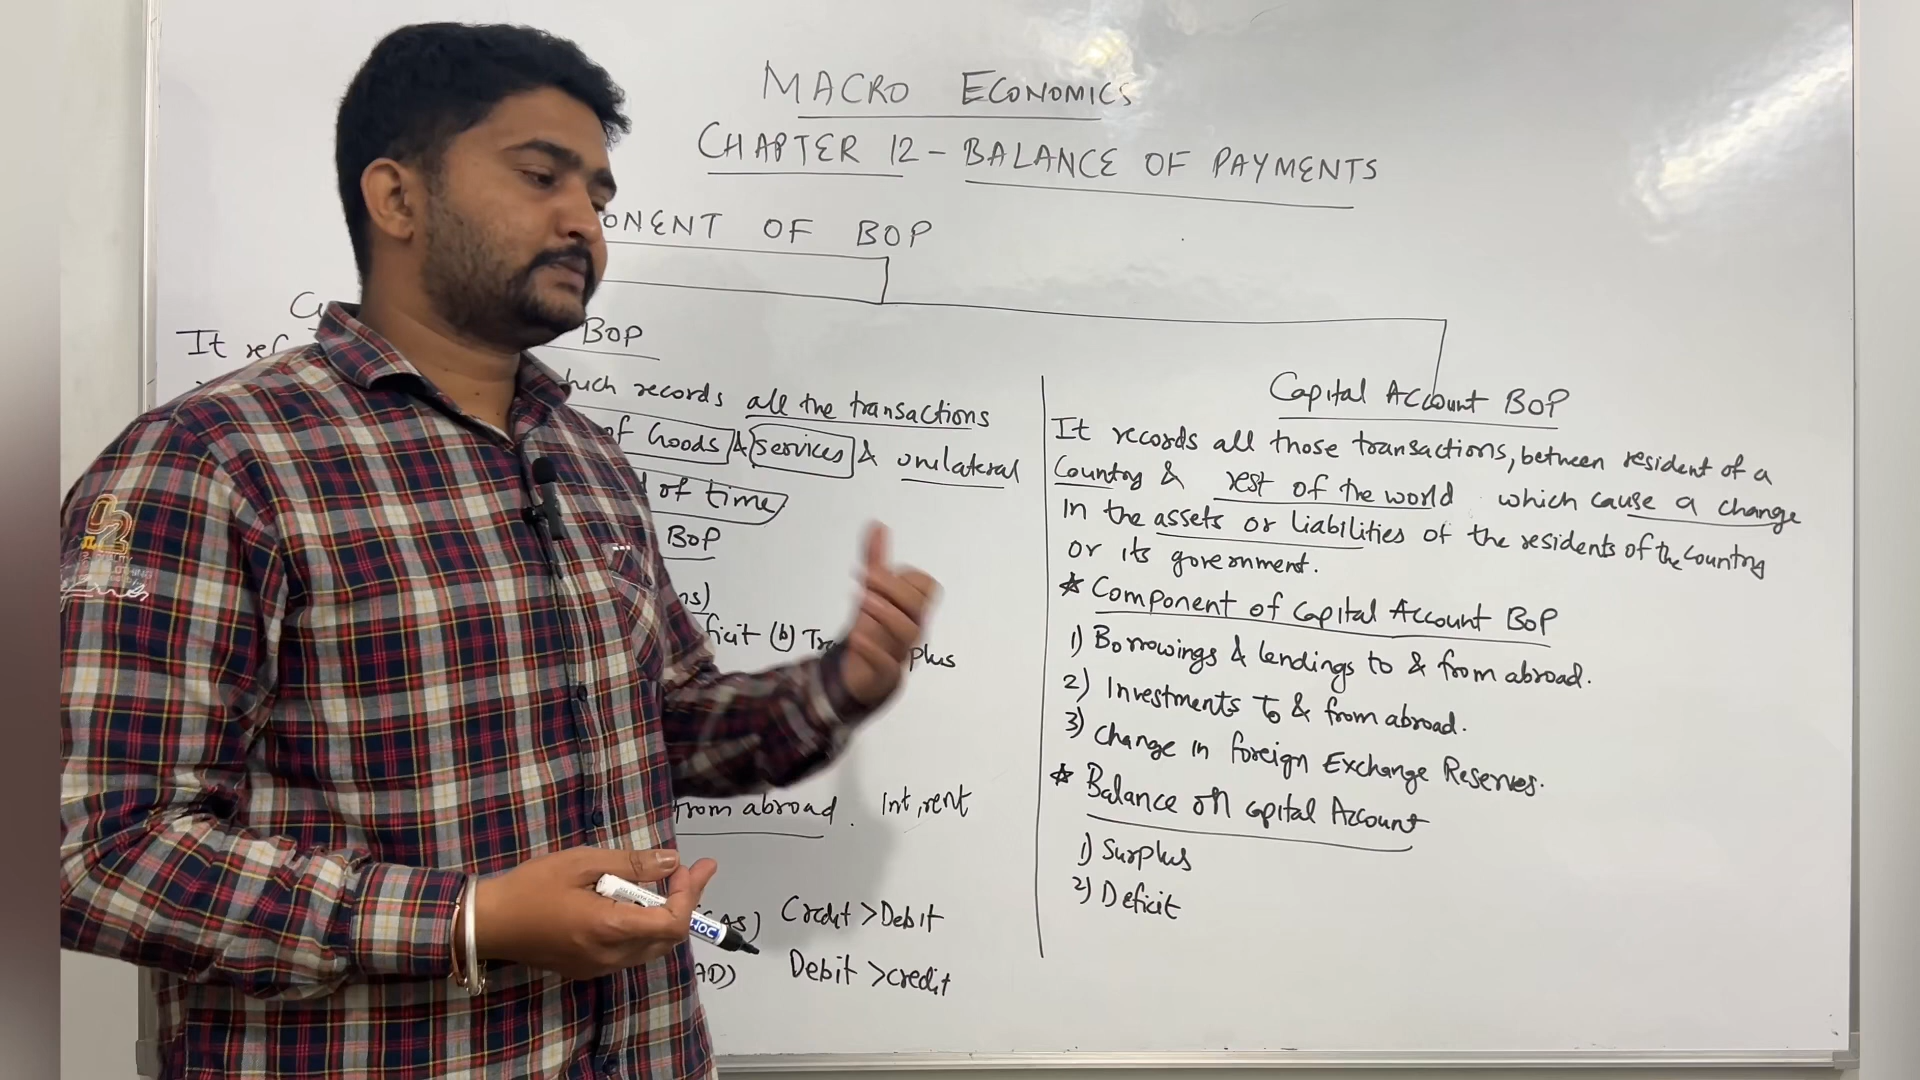 MACRO ECONOMICS
CHAPTER 12 - BALANCE OF PAYMENTS
ONENT OF BOP
BOP
It ref
hich records all the transactions
of Goods & services & unilateral
d of time
BOP
ns)
ficit (b) Tra plus
from abroad. Int, rent
AS) Credit > Debit
AD) Debit > credit
Capital Account BOP
It records all those transactions, between resident of a
Country & rest of the world which cause a change
In the assets or liabilities of the residents of the country
or its government.
* Component of Capital Account BOP
1) Borrowings & lendings to & from abroad.
2) Investments to & from abroad.
3) Change in foreign Exchange Reserves.
* Balance on capital Account
1) Surplus
2) Deficit